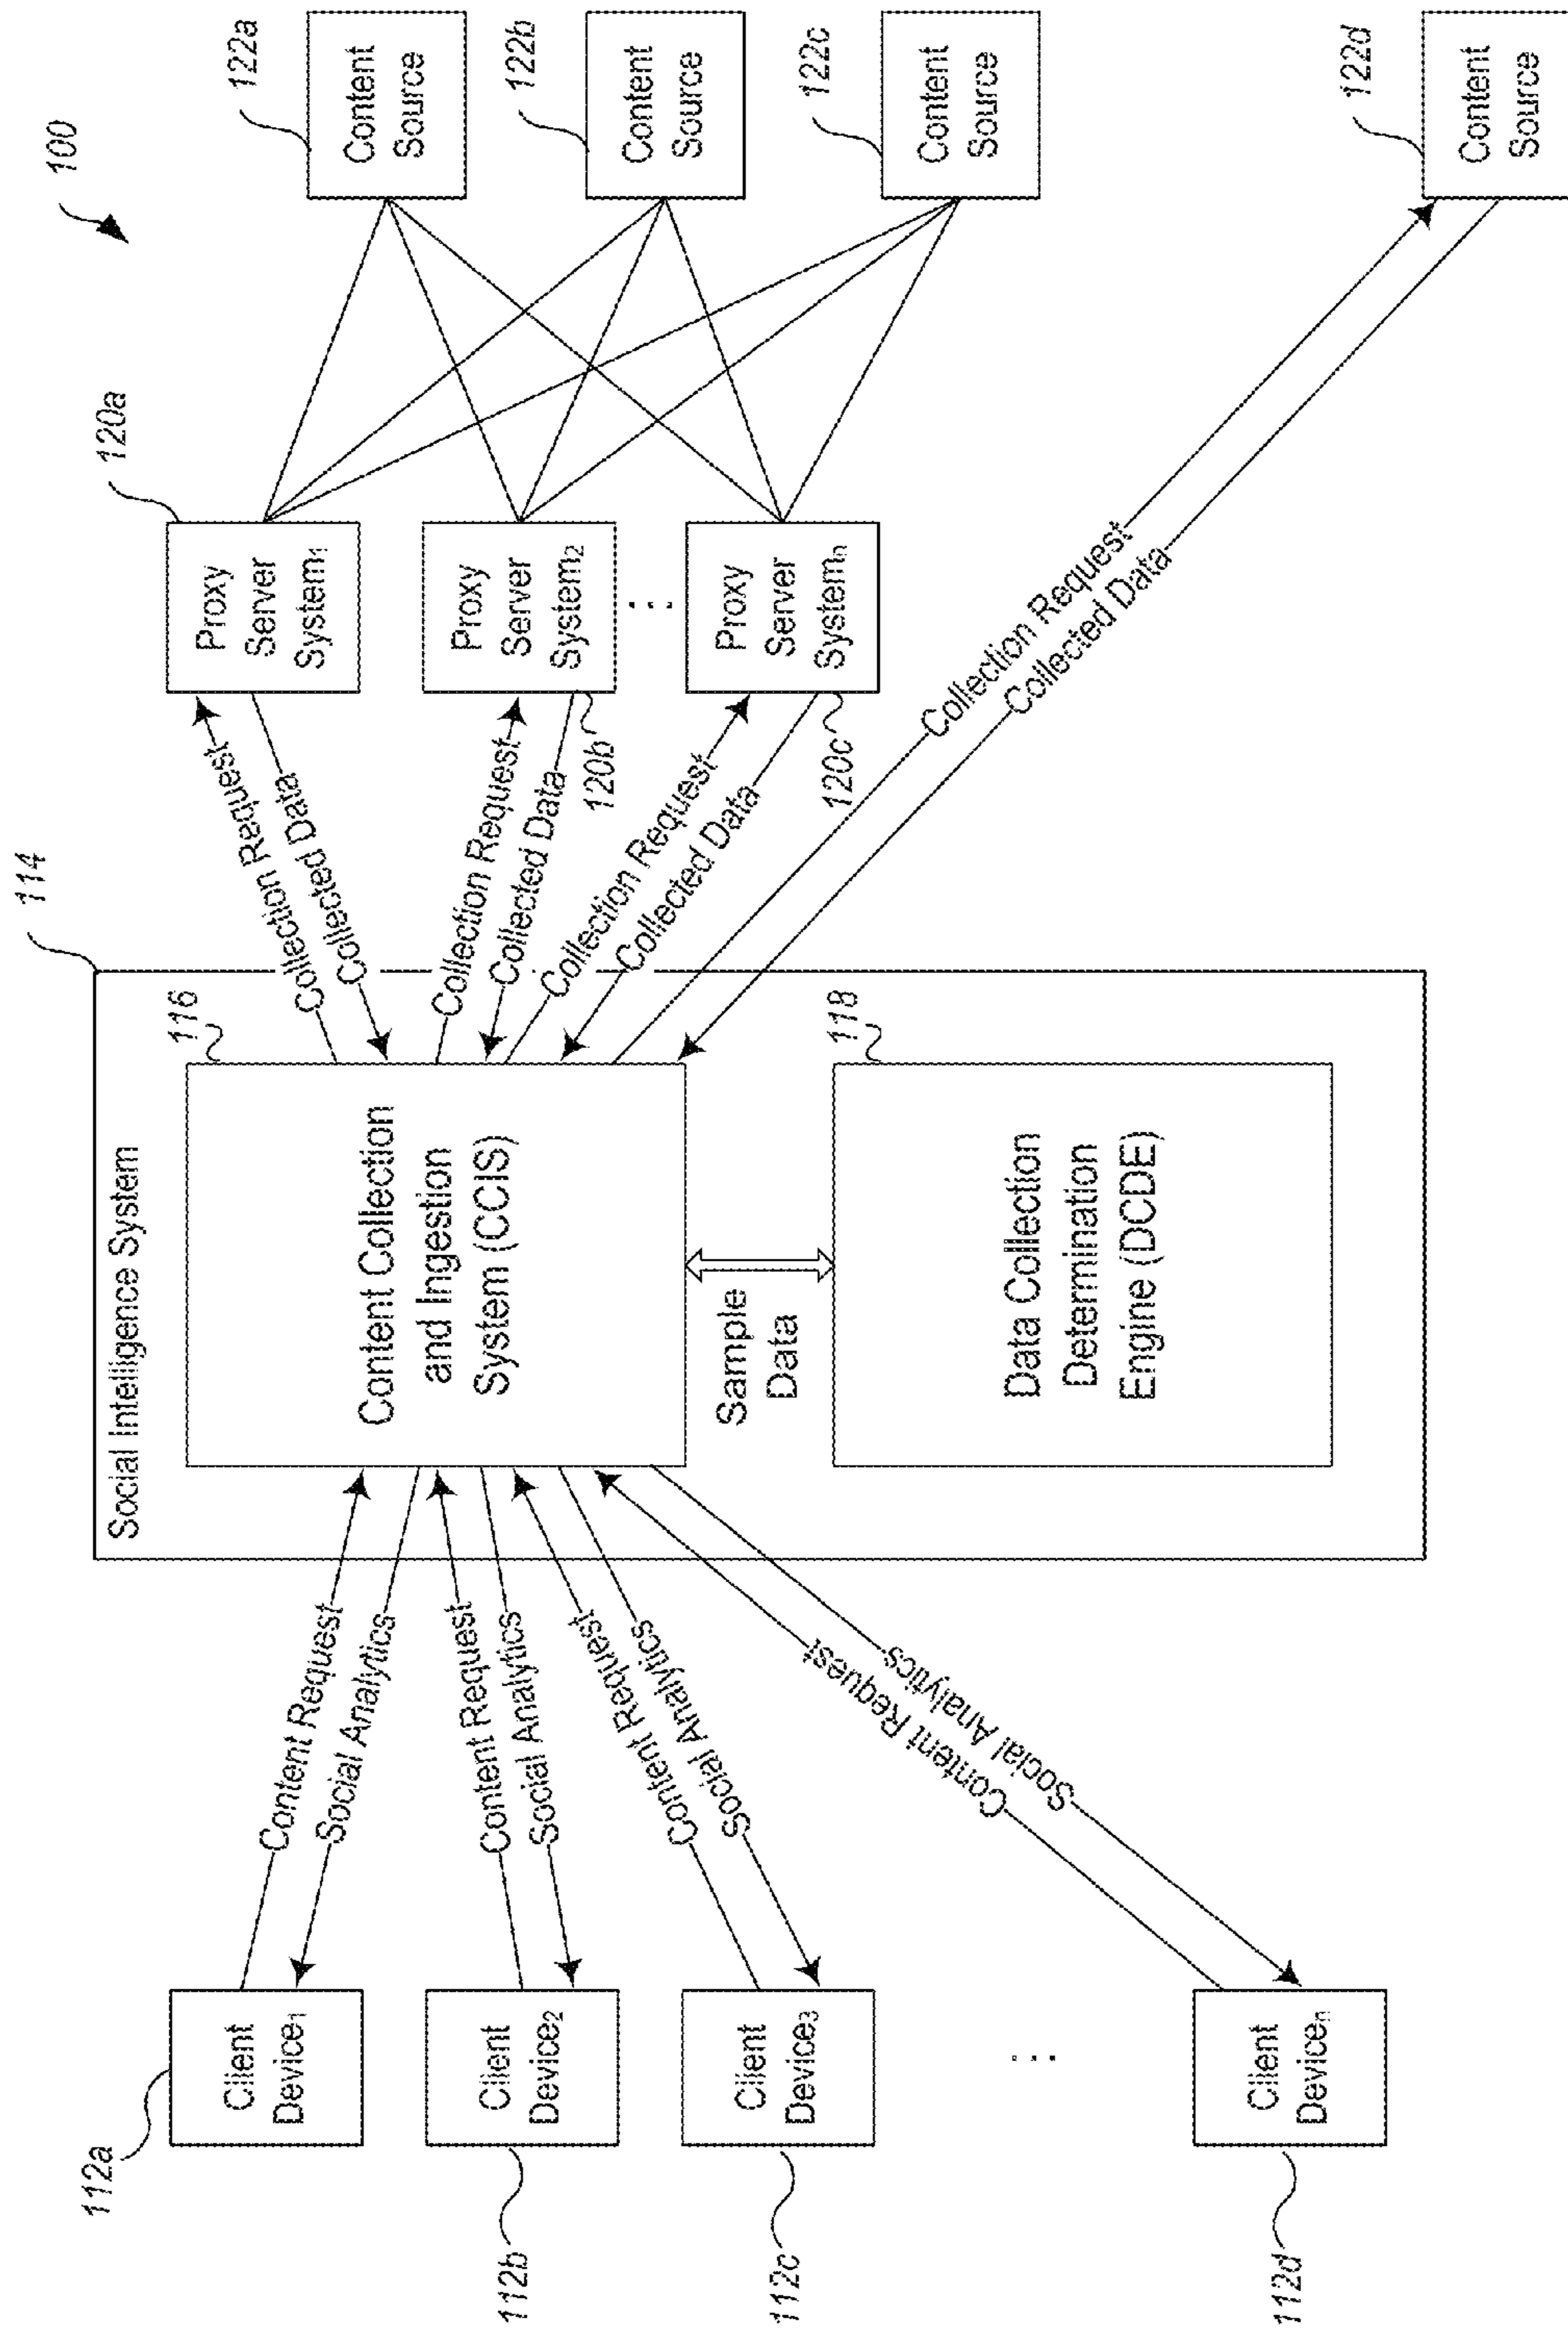 100
112a
Client
Device1
112b
Client
Device2
112c
Client
Device3
...
112d
Client
Devicen
Content Request
Social Analytics
Content Request
Social Analytics
Content Request
Social Analytics
Content Request
Social Analytics
114
Social Intelligence System
116
Content Collection
and Ingestion
System (CCIS)
Sample
Data
118
Data Collection
Determination
Engine (DCDE)
Collection Request
Collected Data
Collection Request
Collected Data
Collection Request
Collected Data
Collection Request
Collected Data
120a
Proxy
Server
System1
120b
Proxy
Server
System2
...
120c
Proxy
Server
Systemn
122a
Content
Source
122b
Content
Source
122c
Content
Source
122d
Content
Source